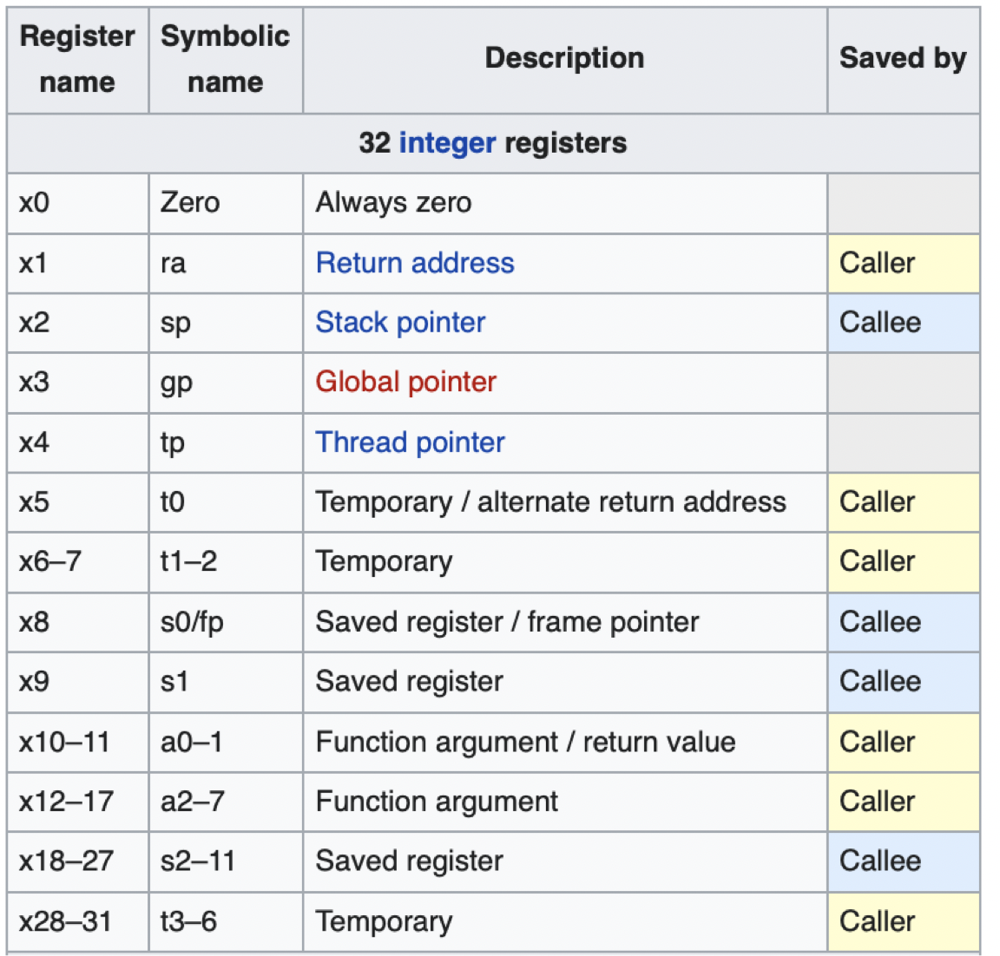 Register name Symbolic name Description Saved by
32 integer registers
x0 Zero Always zero
x1 ra Return address Caller
x2 sp Stack pointer Callee
x3 gp Global pointer
x4 tp Thread pointer
x5 t0 Temporary / alternate return address Caller
x6–7 t1–2 Temporary Caller
x8 s0/fp Saved register / frame pointer Callee
x9 s1 Saved register Callee
x10–11 a0–1 Function argument / return value Caller
x12–17 a2–7 Function argument Caller
x18–27 s2–11 Saved register Callee
x28–31 t3–6 Temporary Caller